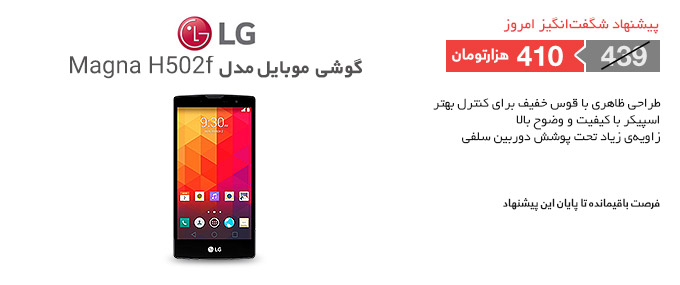 پیشنهاد شگفت‌انگیز امروز
439
410 هزارتومان
طراحی ظاهری با قوس خفیف برای کنترل بهتر
اسپیکر با کیفیت و وضوح بالا
زاویه‌ی زیاد تحت پوشش دوربین سلفی
فرصت باقیمانده تا پایان این پیشنهاد
LG
گوشی موبایل مدل Magna H502f
9:30
LG